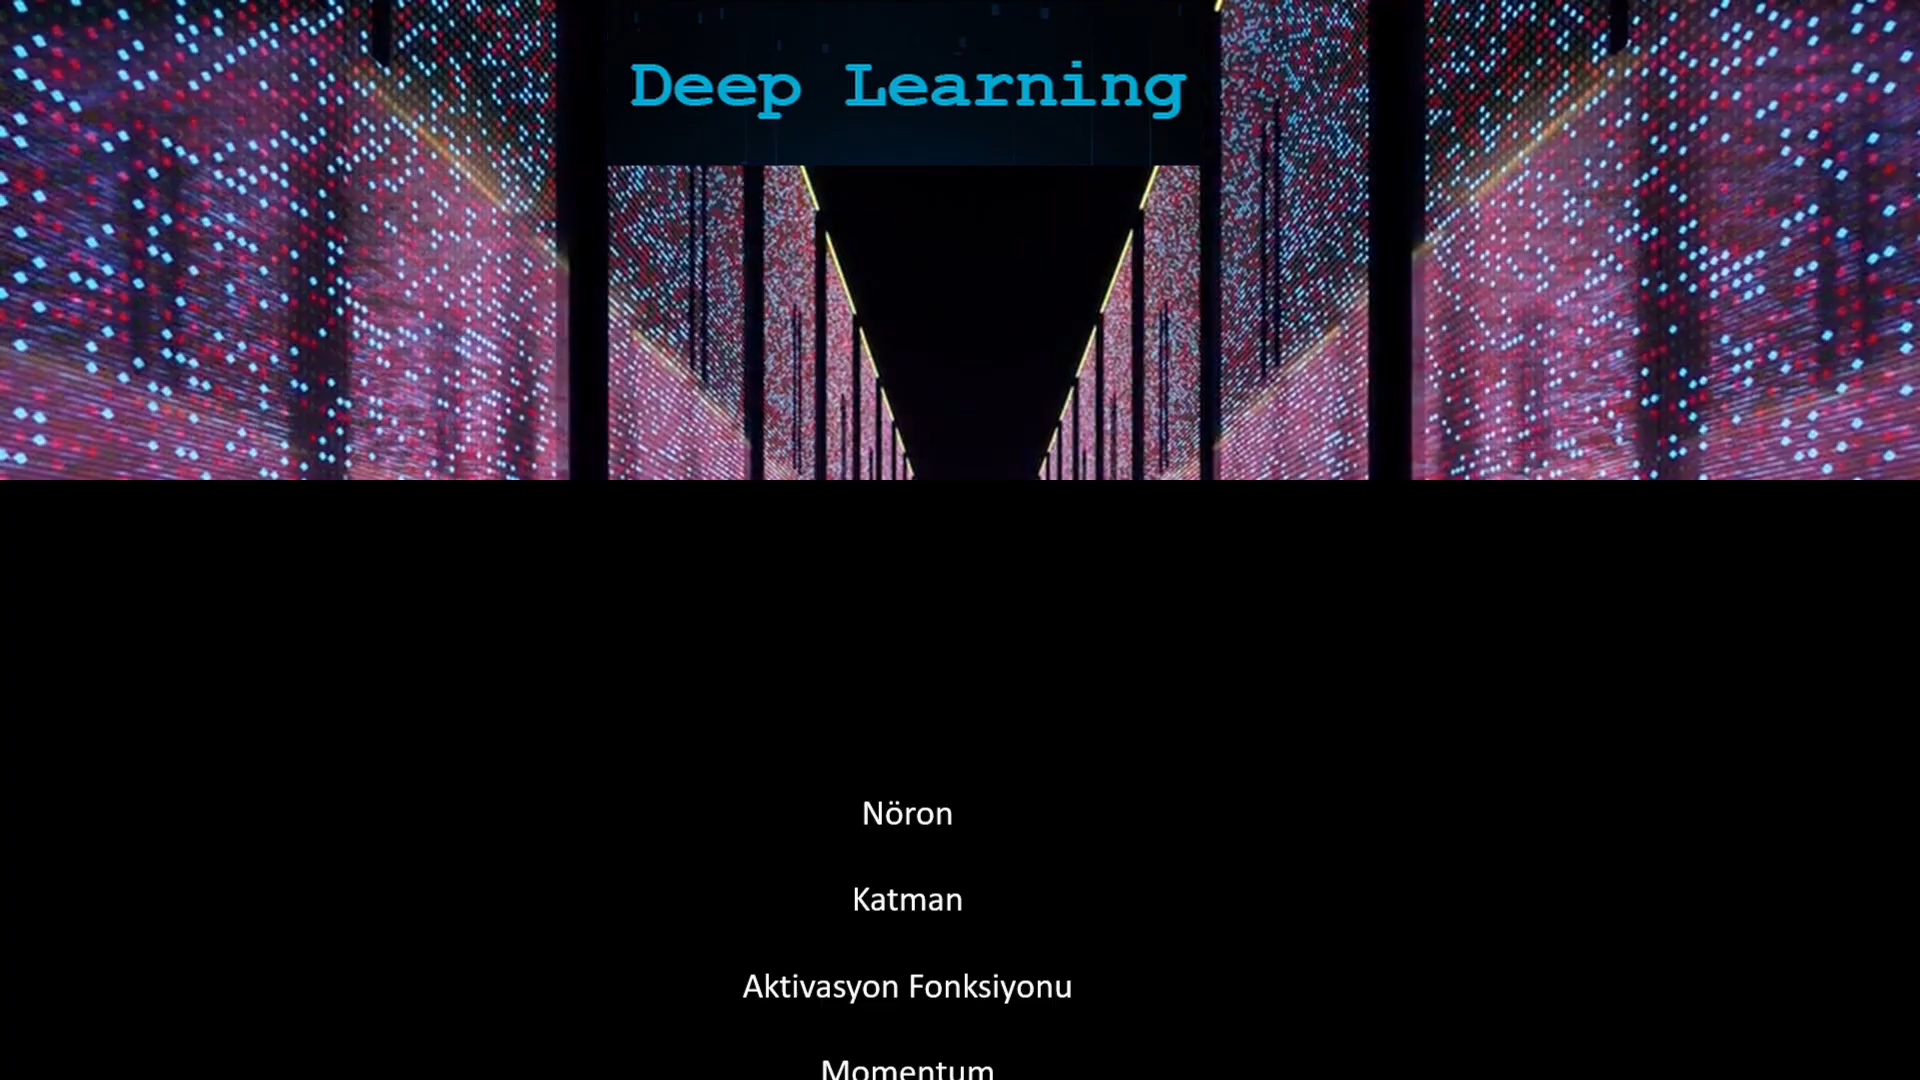 Deep Learning
Nöron
Katman
Aktivasyon Fonksiyonu
Momentum